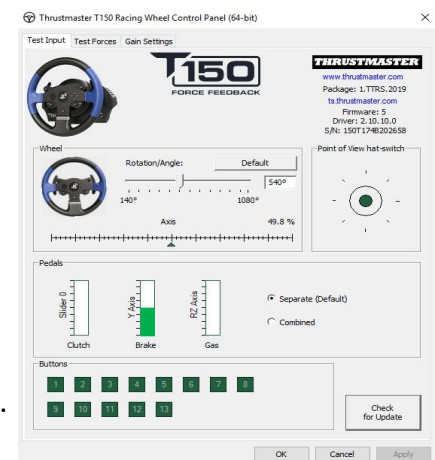 Thrustmaster T150 Racing Wheel Control Panel (64-bit)
Test Input Test Forces Gain Settings
T150
FORCE FEEDBACK
THRUSTMASTER
www.thrustmaster.com
Package: 1.TTRS.2019
ts.thrustmaster.com
Firmware: 5
Driver: 2.10.10.0
S/N: 150T174B202658
Wheel
Rotation/Angle: Default
540°
140° 1080°
Axis 49.8 %
Point of View hat-switch
Pedals
Slider 0
Y Axis
RZ Axis
Clutch Brake Gas
Separate (Default)
Combined
Buttons
1 2 3 4 5 6 7 8
9 10 11 12 13
Check
for Update
OK Cancel Apply